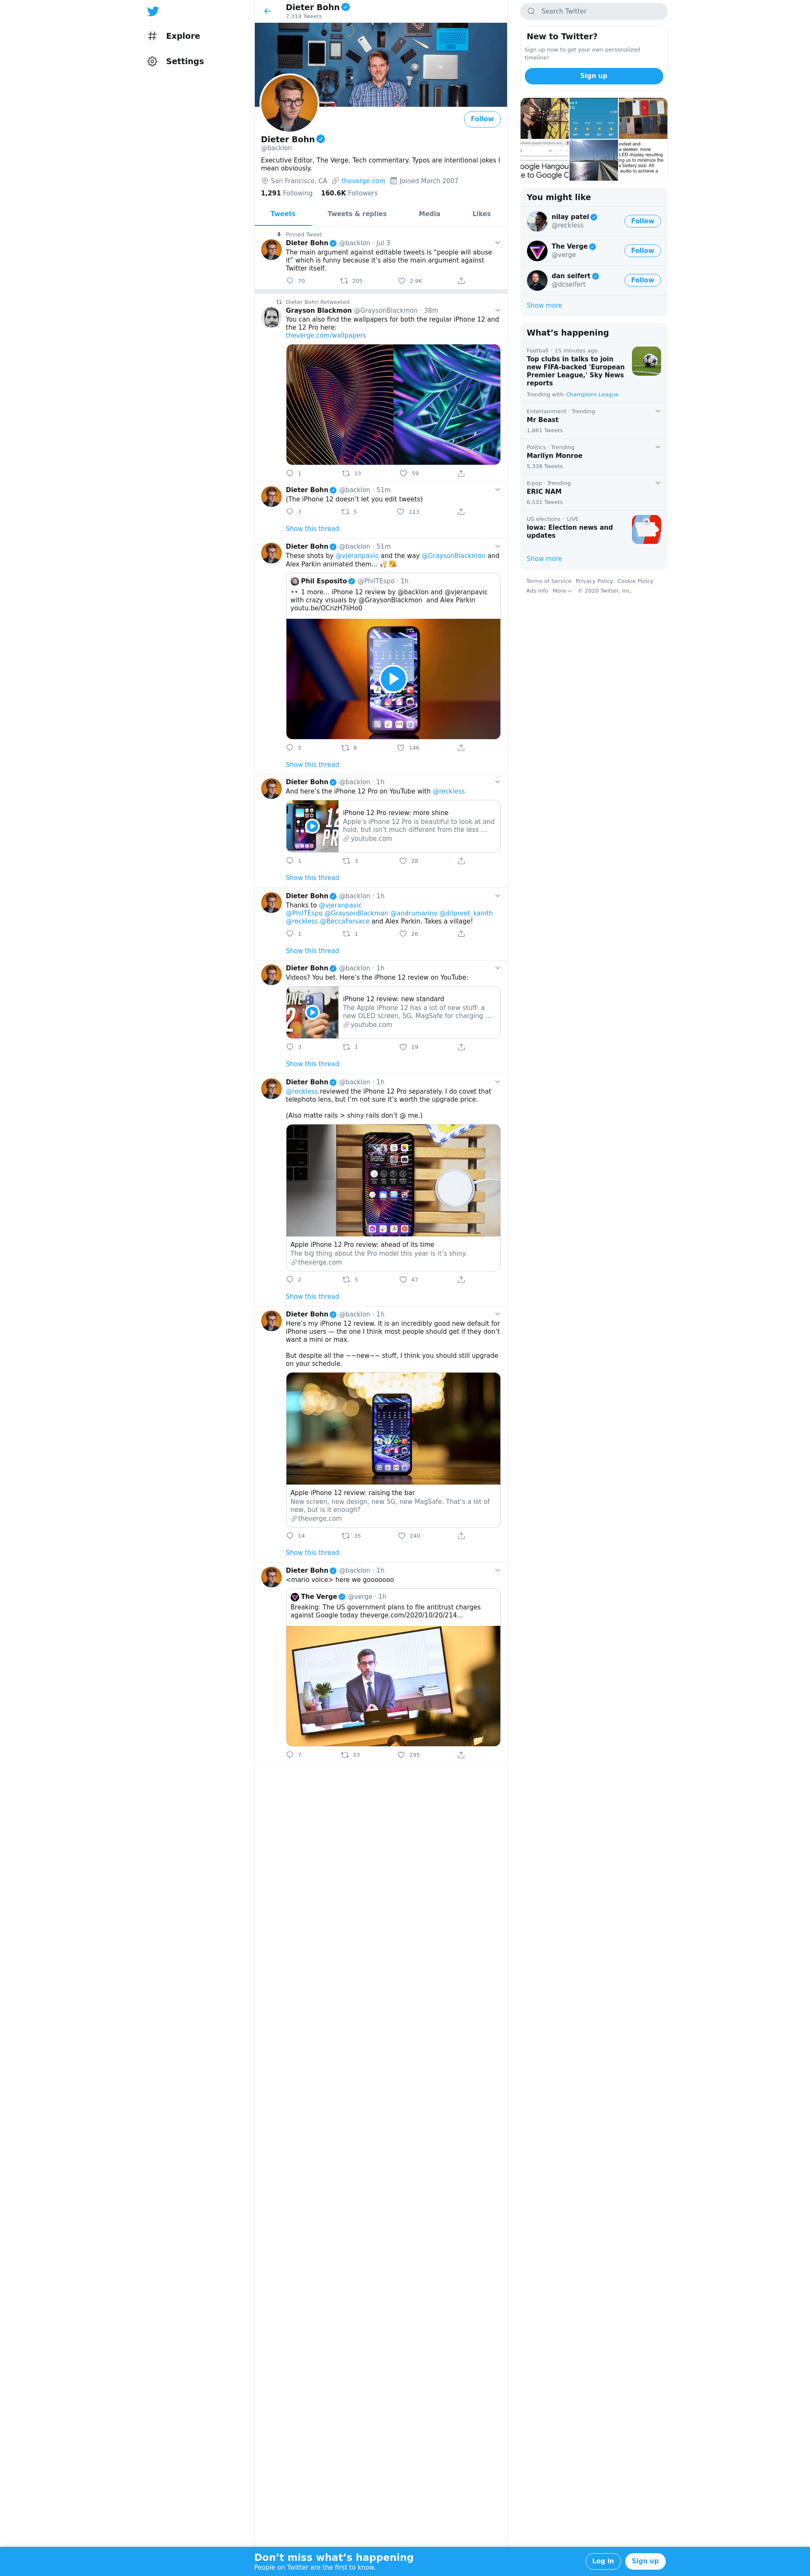 Explore
Settings
Dieter Bohn
7,314 Tweets
Follow
Dieter Bohn
@backlon
Executive Editor, The Verge. Tech commentary. Typos are intentional jokes I
mean obviously.
San Francisco, CA theverge.com Joined March 2007
1,291 Following 160.6K Followers
Tweets Tweets & replies Media Likes
Pinned Tweet
Dieter Bohn @backlon · Jul 3
The main argument against editable tweets is "people will abuse
it" which is funny because it's also the main argument against
Twitter itself.
70 205 2.9K
Dieter Bohn Retweeted
Grayson Blackmon @GraysonBlackmon · 38m
You can also find the wallpapers for both the regular iPhone 12 and
the 12 Pro here:
theverge.com/wallpapers
1 13 59
Dieter Bohn @backlon · 51m
(The iPhone 12 doesn't let you edit tweets)
3 5 113
Show this thread
Dieter Bohn @backlon · 51m
These shots by @vjeranpavic and the way @GraysonBlackmon and
Alex Parkin animated them...
Phil Esposito @PhilTEspo · 1h
1 more... iPhone 12 review by @backlon and @vjeranpavic
with crazy visuals by @GraysonBlackmon and Alex Parkin
youtu.be/OCnzH7IiHo0
5 8 146
Show this thread
Dieter Bohn @backlon · 1h
And here's the iPhone 12 Pro on YouTube with @reckless
iPhone 12 Pro review: more shine
Apple's iPhone 12 Pro is beautiful to look at and
hold, but isn't much different from the less ...
youtube.com
1 3 28
Show this thread
Dieter Bohn @backlon · 1h
Thanks to @vjeranpavic
@PhilTEspo @GraysonBlackmon @andrumarino @dilpreet_kainth
@reckless @BeccaFarsace and Alex Parkin. Takes a village!
1 1 26
Show this thread
Dieter Bohn @backlon · 1h
Videos? You bet. Here's the iPhone 12 review on YouTube:
iPhone 12 review: new standard
The Apple iPhone 12 has a lot of new stuff: a
new OLED screen, 5G, MagSafe for charging ...
youtube.com
3 1 19
Show this thread
Dieter Bohn @backlon · 1h
@reckless reviewed the iPhone 12 Pro separately. I do covet that
telephoto lens, but I'm not sure it's worth the upgrade price.
(Also matte rails > shiny rails don't @ me.)
Apple iPhone 12 Pro review: ahead of its time
The big thing about the Pro model this year is it's shiny.
theverge.com
2 5 47
Show this thread
Dieter Bohn @backlon · 1h
Here's my iPhone 12 review. It is an incredibly good new default for
iPhone users — the one I think most people should get if they don't
want a mini or max.
But despite all the ~~new~~ stuff, I think you should still upgrade
on your schedule.
Apple iPhone 12 review: raising the bar
New screen, new design, new 5G, new MagSafe. That's a lot of
new, but is it enough?
theverge.com
14 35 240
Show this thread
Dieter Bohn @backlon · 1h
<mario voice> here we gooooooo
The Verge @verge · 1h
Breaking: The US government plans to file antitrust charges
against Google today theverge.com/2020/10/20/214...
7 33 295
Search Twitter
New to Twitter?
Sign up now to get your own personalized
timeline!
Sign up
You might like
nilay patel
@reckless
Follow
The Verge
@verge
Follow
dan seifert
@dcseifert
Follow
Show more
What's happening
Football · 15 minutes ago
Top clubs in talks to join
new FIFA-backed 'European
Premier League,' Sky News
reports
Trending with Champions League
Entertainment · Trending
Mr Beast
1,861 Tweets
Politics · Trending
Marilyn Monroe
5,338 Tweets
K-pop · Trending
ERIC NAM
6,531 Tweets
US elections · LIVE
Iowa: Election news and
updates
Show more
Terms of Service Privacy Policy Cookie Policy
Ads info More © 2020 Twitter, Inc.
Don't miss what's happening
People on Twitter are the first to know.
Log in Sign up